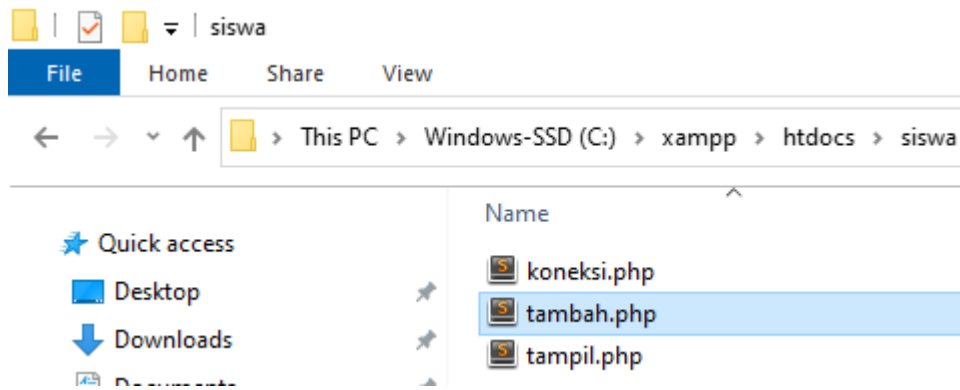 siswa
File Home Share View
This PC > Windows-SSD (C:) > xampp > htdocs > siswa
Name
Quick access
koneksi.php
Desktop
tambah.php
Downloads
tampil.php
Documents